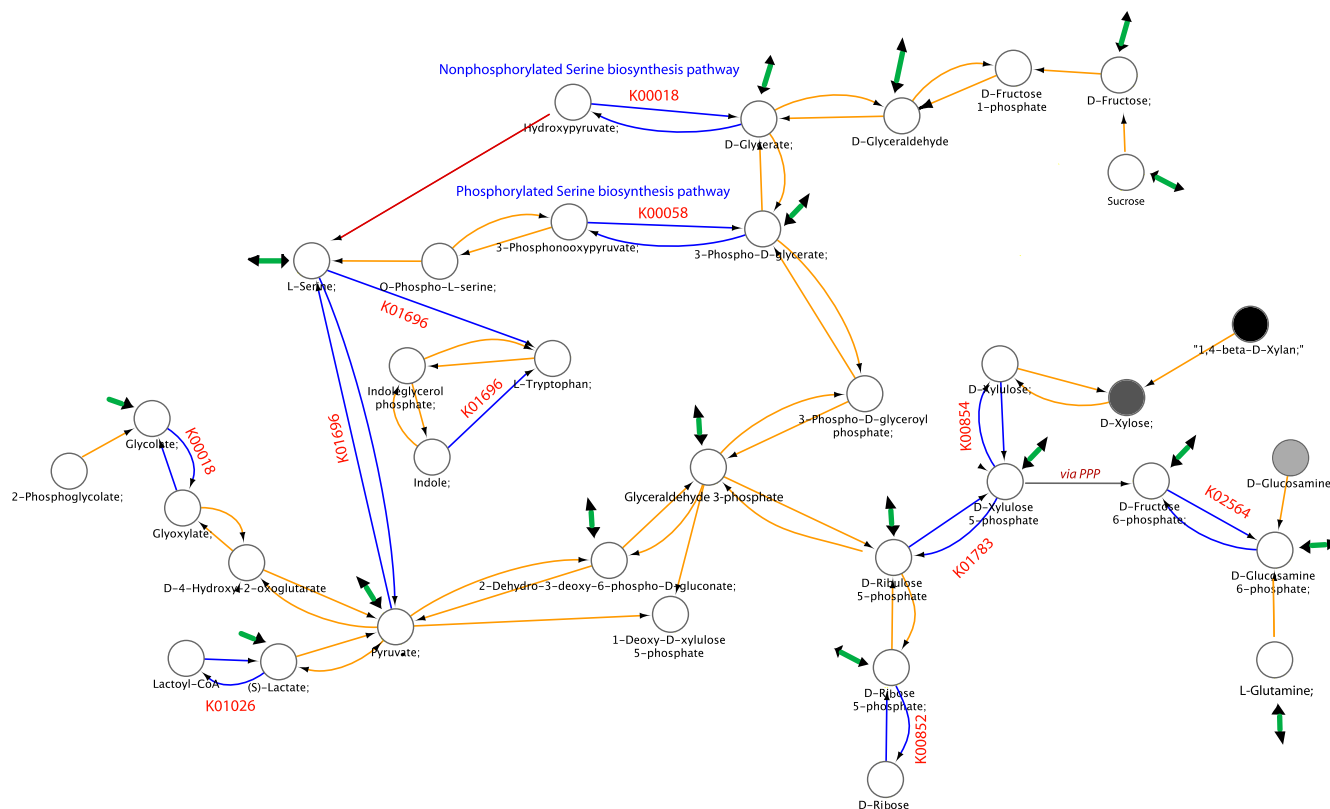 Nonphosphorylated Serine biosynthesis pathway
K00018
Hydroxypyruvate;
D-Glycerate;
D-Glyceraldehyde
D-Fructose
1-phosphate
D-Fructose;
Sucrose
Phosphorylated Serine biosynthesis pathway
K00058
3-Phosphonooxypyruvate;
3-Phospho-D-glycerate;
L-Serine;
O-Phospho-L-serine;
K01696
Indoleglycerol
phosphate;
L-Tryptophan;
K01696
K01696
Indole;
"1,4-beta-D-Xylan;"
D-Xylulose;
D-Xylose;
K00854
3-Phospho-D-glyceroyl
phosphate;
Glycolate;
K00018
2-Phosphoglycolate;
Glyoxylate;
Glyceraldehyde 3-phosphate
D-Xylulose
5-phosphate
via PPP
D-Fructose
6-phosphate;
K02564
D-Glucosamine
K01783
D-Glucosamine
6-phosphate;
D-4-Hydroxy-2-oxoglutarate
2-Dehydro-3-deoxy-6-phospho-D-gluconate;
D-Ribulose
5-phosphate
1-Deoxy-D-xylulose
5-phosphate
Pyruvate;
Lactoyl-CoA
(S)-Lactate;
K01026
D-Ribose
5-phosphate;
K00852
L-Glutamine;
D-Ribose